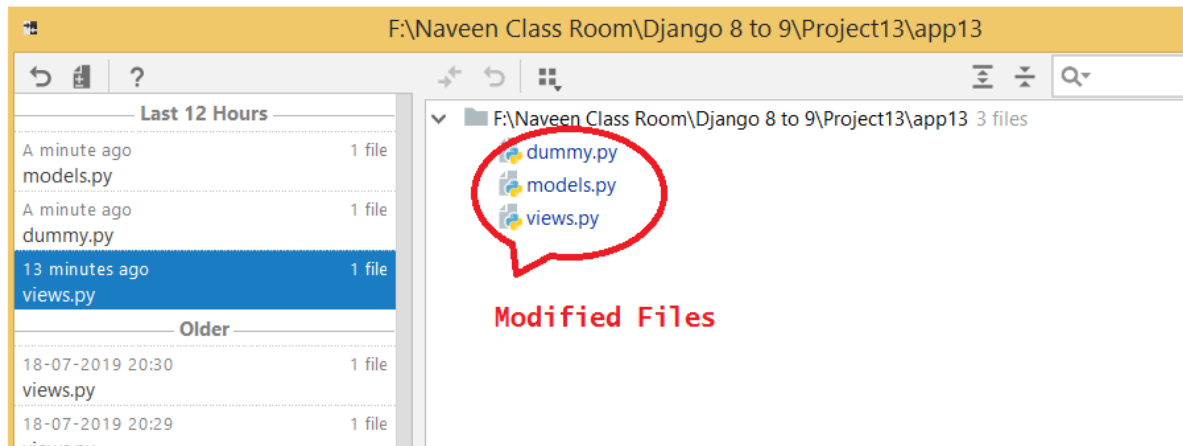 F:\Naveen Class Room\Django 8 to 9\Project13\app13
?
Last 12 Hours
A minute ago 1 file
models.py
A minute ago 1 file
dummy.py
13 minutes ago 1 file
views.py
Older
18-07-2019 20:30 1 file
views.py
18-07-2019 20:29 1 file
F:\Naveen Class Room\Django 8 to 9\Project13\app13 3 files
dummy.py
models.py
views.py
Modified Files